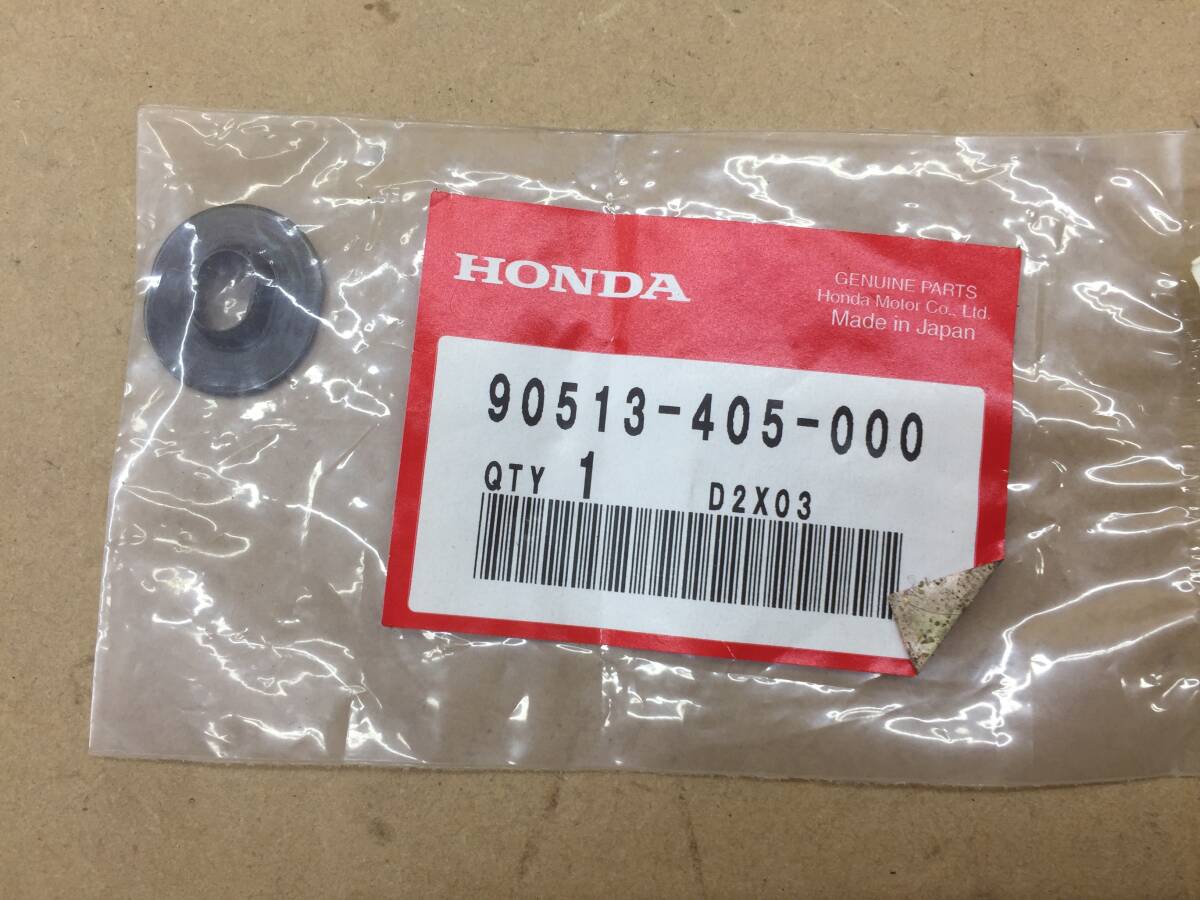 HONDA
GENUINE PARTS
Honda Motor Co., Ltd.
Made in Japan
90513-405-000
QTY 1 D2X03